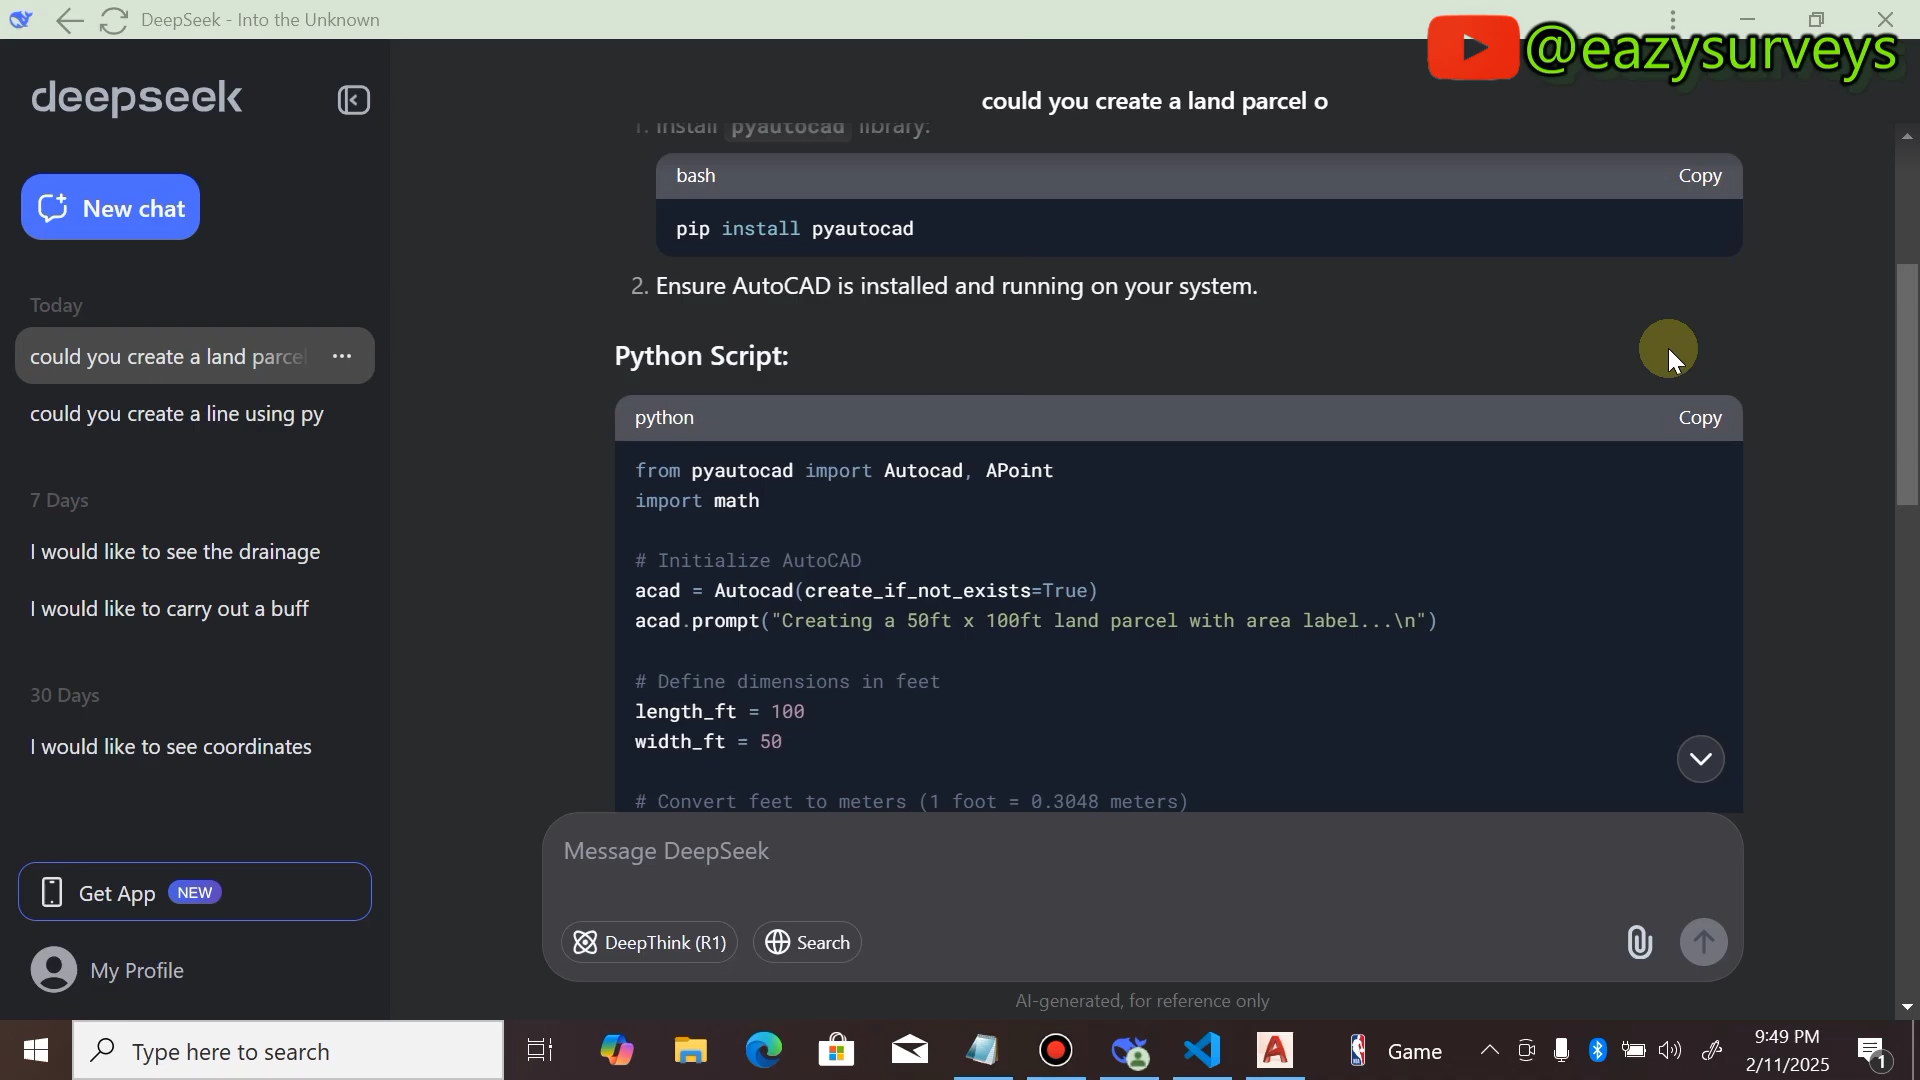 DeepSeek - Into the Unknown
@eazysurveys
deepseek
New chat
Today
could you create a land parcel
could you create a line using py
7 Days
I would like to see the drainage
I would like to carry out a buff
30 Days
I would like to see coordinates
Get App NEW
My Profile
could you create a land parcel o
1. Install pyautocad library:
bash Copy
pip install pyautocad
2. Ensure AutoCAD is installed and running on your system.
Python Script:
python Copy
from pyautocad import Autocad, APoint
import math
# Initialize AutoCAD
acad = Autocad(create_if_not_exists=True)
acad.prompt("Creating a 50ft x 100ft land parcel with area label...\n")
# Define dimensions in feet
length_ft = 100
width_ft = 50
# Convert feet to meters (1 foot = 0.3048 meters)
Message DeepSeek
DeepThink (R1) Search
AI-generated, for reference only
Type here to search
Game
9:49 PM
2/11/2025
1